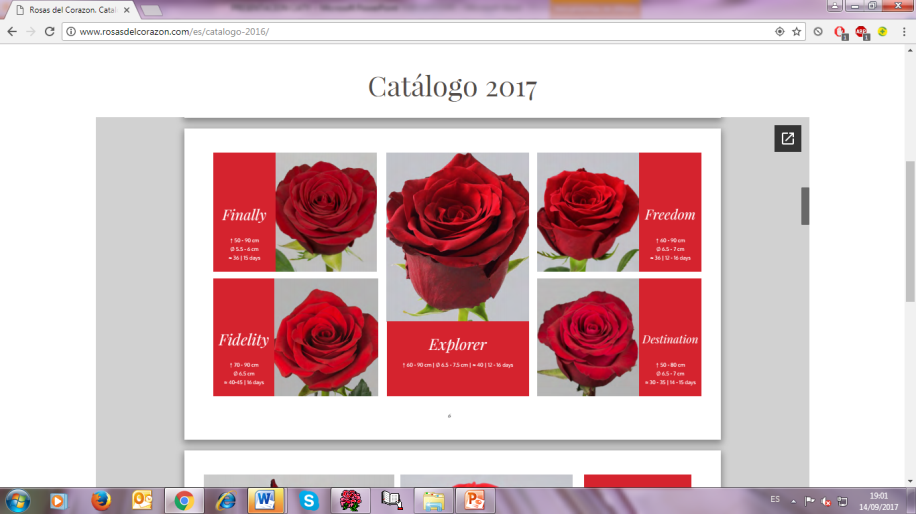 Rosas del Corazon. Catal
www.rosasdelcorazon.com/es/catalogo-2016/
Catálogo 2017
Finally
↑ 50 - 90 cm
Ø 5.5 - 6 cm
≈ 36 | 15 days
Explorer
↑ 60 - 90 cm | Ø 6.5 - 7.5 cm | ≈ 40 | 12 - 16 days
Freedom
↑ 60 - 90 cm
Ø 6.5 - 7 cm
≈ 36 | 12 - 16 days
Fidelity
↑ 70 - 90 cm
Ø 6.5 cm
≈ 40-45 | 16 days
Destination
↑ 50 - 80 cm
Ø 6.5 - 7 cm
≈ 30 - 35 | 14 - 15 days
ES
19:01
14/09/2017